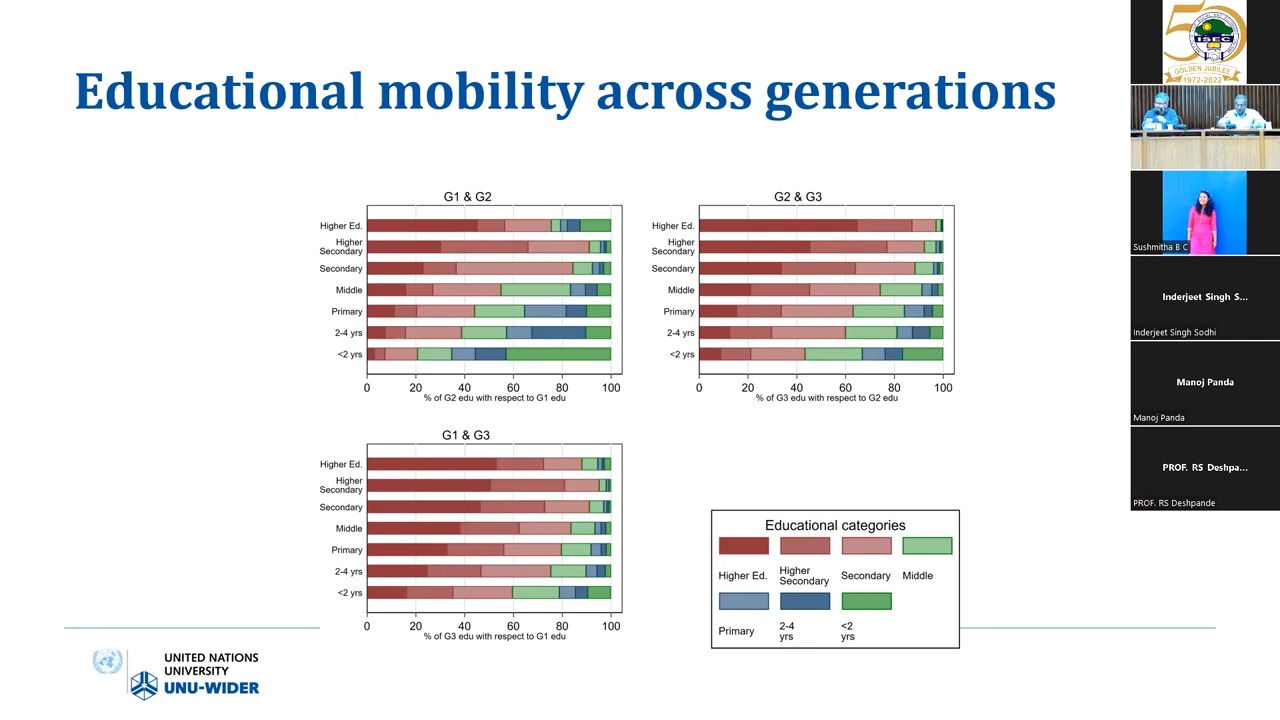 Educational mobility across generations
G1 & G2
Higher Ed.
Higher
Secondary
Secondary
Middle
Primary
2-4 yrs
<2 yrs
0 20 40 60 80 100
% of G2 edu with respect to G1 edu
G2 & G3
Higher Ed.
Higher
Secondary
Secondary
Middle
Primary
2-4 yrs
<2 yrs
0 20 40 60 80 100
% of G3 edu with respect to G2 edu
G1 & G3
Higher Ed.
Higher
Secondary
Secondary
Middle
Primary
2-4 yrs
<2 yrs
0 20 40 60 80 100
% of G3 edu with respect to G1 edu
Educational categories
Higher Ed.
Higher
Secondary
Secondary
Middle
Primary
2-4
yrs
<2
yrs
UNITED NATIONS
UNIVERSITY
UNU-WIDER
50
ISEC
GOLDEN JUBILEE
1972-2022
Sushmitha B C
Inderjeet Singh S...
Inderjeet Singh Sodhi
Manoj Panda
Manoj Panda
PROF. RS Deshpa...
PROF. RS Deshpande